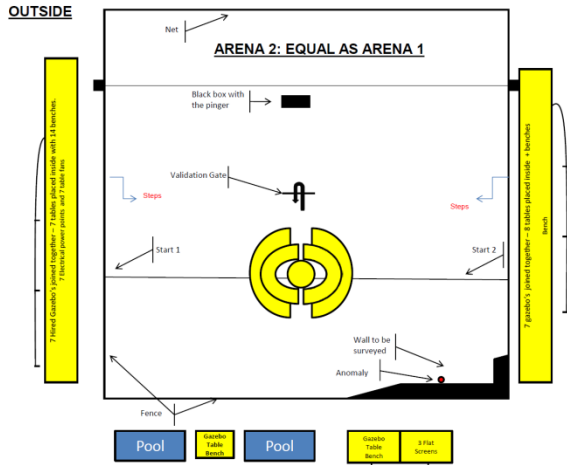 OUTSIDE
Net
ARENA 2: EQUAL AS ARENA 1
Black box with
the pinger
Validation Gate
Steps
Steps
Start 1
Start 2
7 Hired Gazebo's joined together – 7 tables placed inside with 14 benches.
7 Electrical power points and 7 table fans
7 gazebo's joined together – 8 tables placed inside + benches
Bench
Wall to be
surveyed
Anomaly
Fence
Pool
Gazebo
Table
Bench
Pool
Gazebo
Table
Bench
3 Flat
Screens